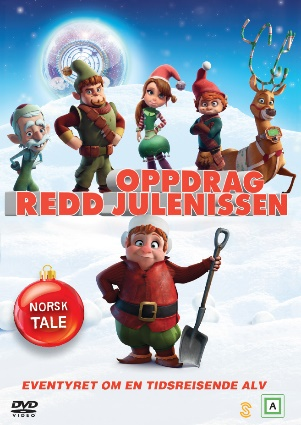 OPPDRAG
REDD JULENISSEN
NORSK
TALE
EVENTYRET OM EN TIDSREISENDE ALV
DVD
VIDEO
S
A